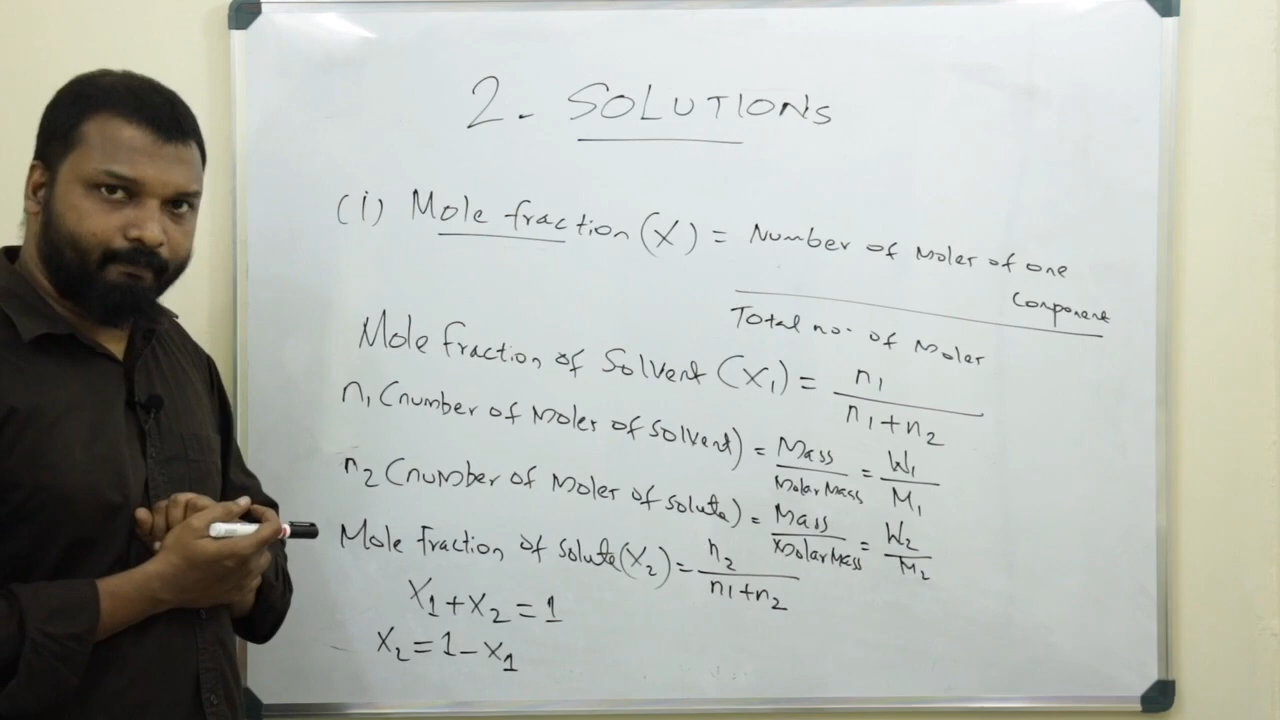 2. SOLUTIONS
(i) Mole fraction (X) = Number of moles of one component
Total no. of moles
Mole fraction of solvent (X₁) = n₁ / n₁+n₂
n₁ (number of moles of solvent) = Mass / Molar Mass = W₁ / M₁
n₂ (number of moles of solute) = Mass / Molar Mass = W₂ / M₂
Mole fraction of solute (X₂) = n₂ / n₁+n₂
X₁+X₂ = 1
X₂ = 1-X₁